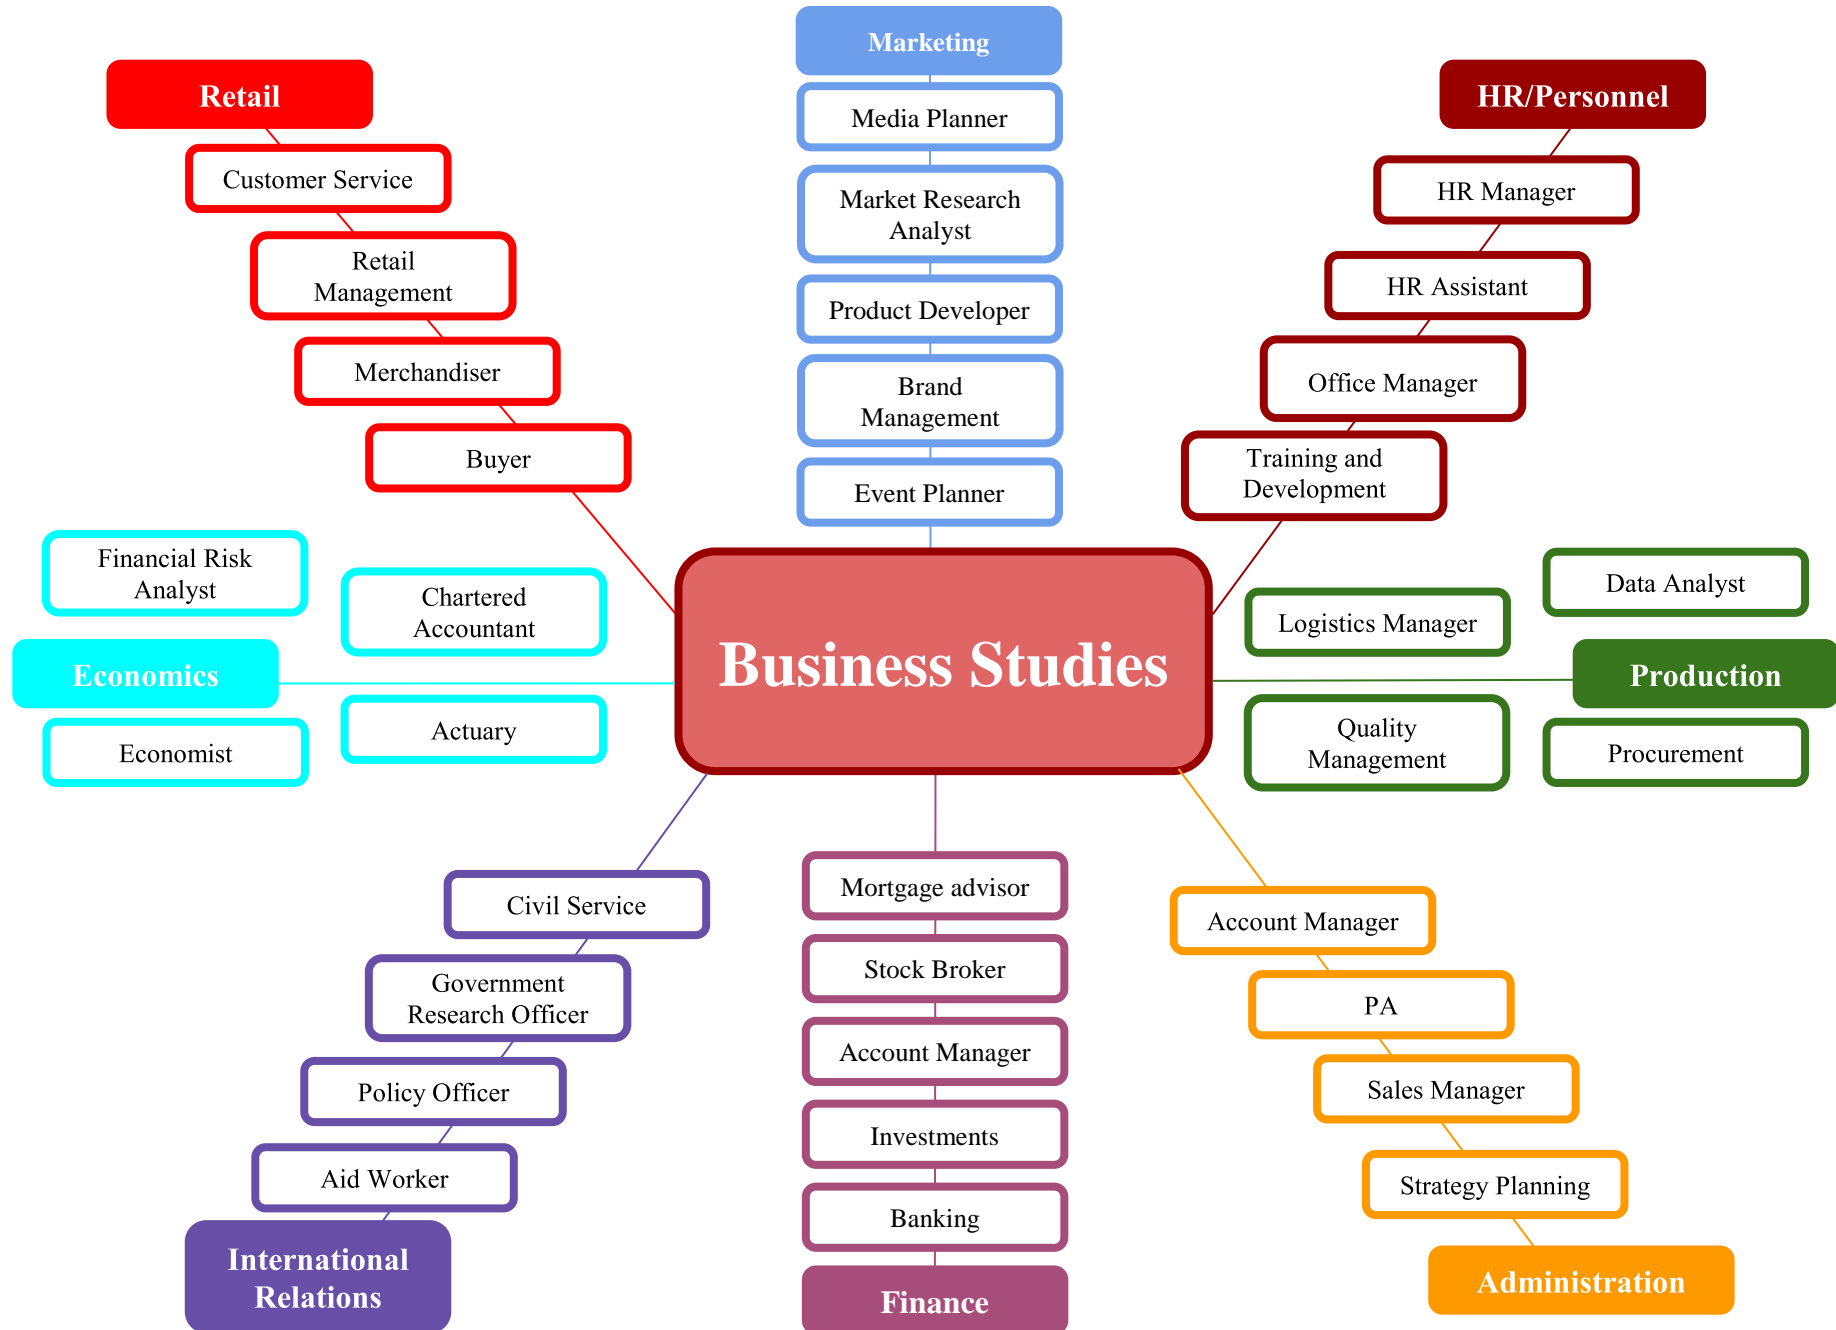 Marketing
Media Planner
Market Research
Analyst
Product Developer
Brand
Management
Event Planner
Retail
Customer Service
Retail
Management
Merchandiser
Buyer
HR/Personnel
HR Manager
HR Assistant
Office Manager
Training and
Development
Financial Risk
Analyst
Chartered
Accountant
Economics
Economist
Actuary
Business Studies
Logistics Manager
Data Analyst
Production
Quality
Management
Procurement
Civil Service
Government
Research Officer
Policy Officer
Aid Worker
International
Relations
Mortgage advisor
Stock Broker
Account Manager
Investments
Banking
Finance
Account Manager
PA
Sales Manager
Strategy Planning
Administration